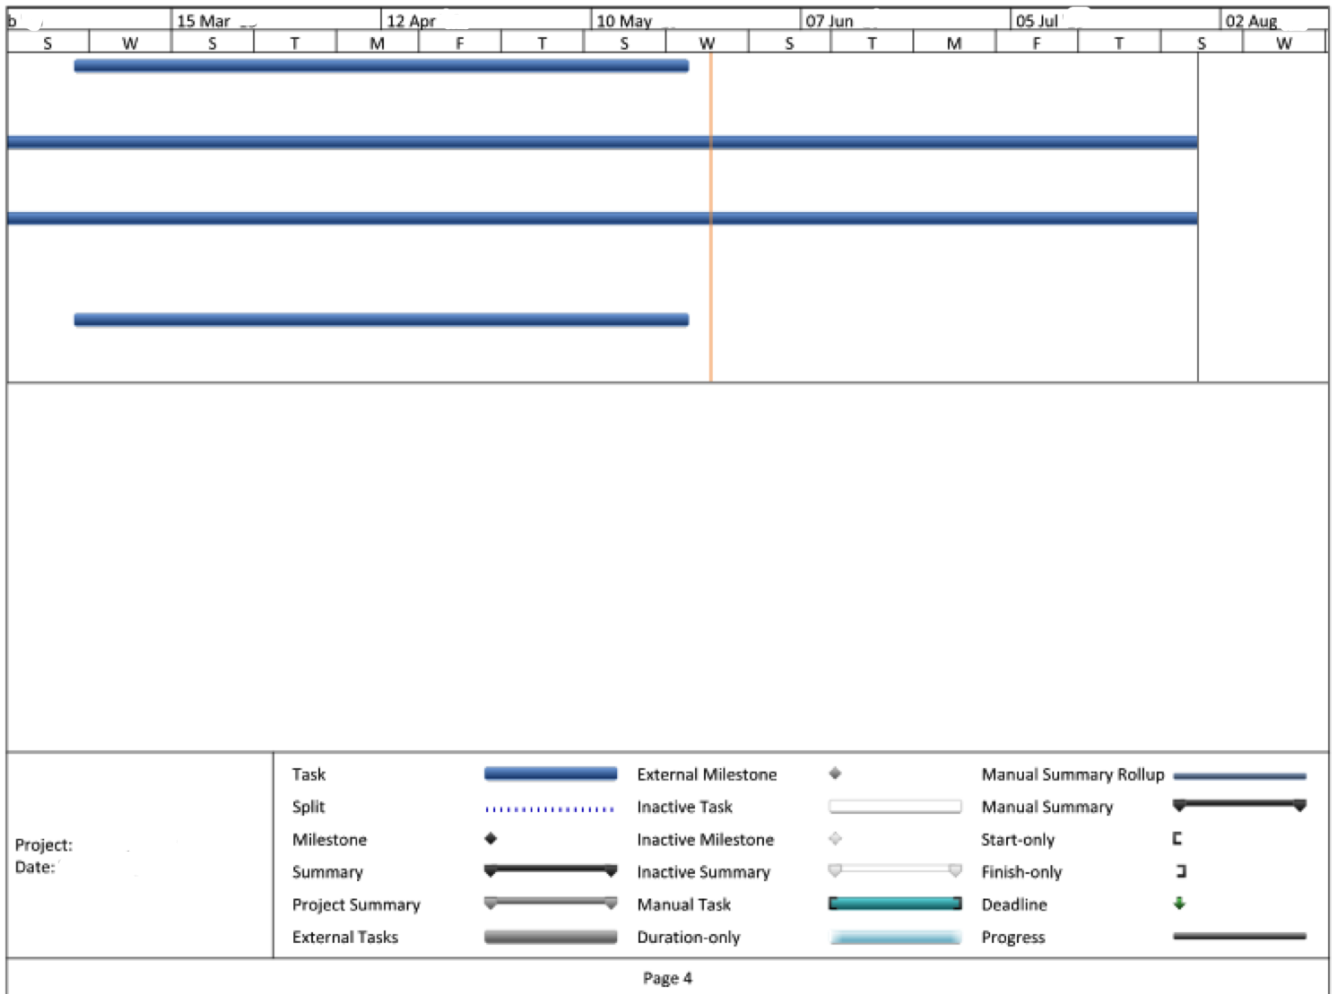 b 15 Mar 12 Apr 10 May 07 Jun 05 Jul 02 Aug
S W S T M F T S W S T M F T S W
Task External Milestone Manual Summary Rollup
Split Inactive Task Manual Summary
Milestone Inactive Milestone Start-only
Project:
Date:
Summary Inactive Summary Finish-only
Project Summary Manual Task Deadline
External Tasks Duration-only Progress
Page 4